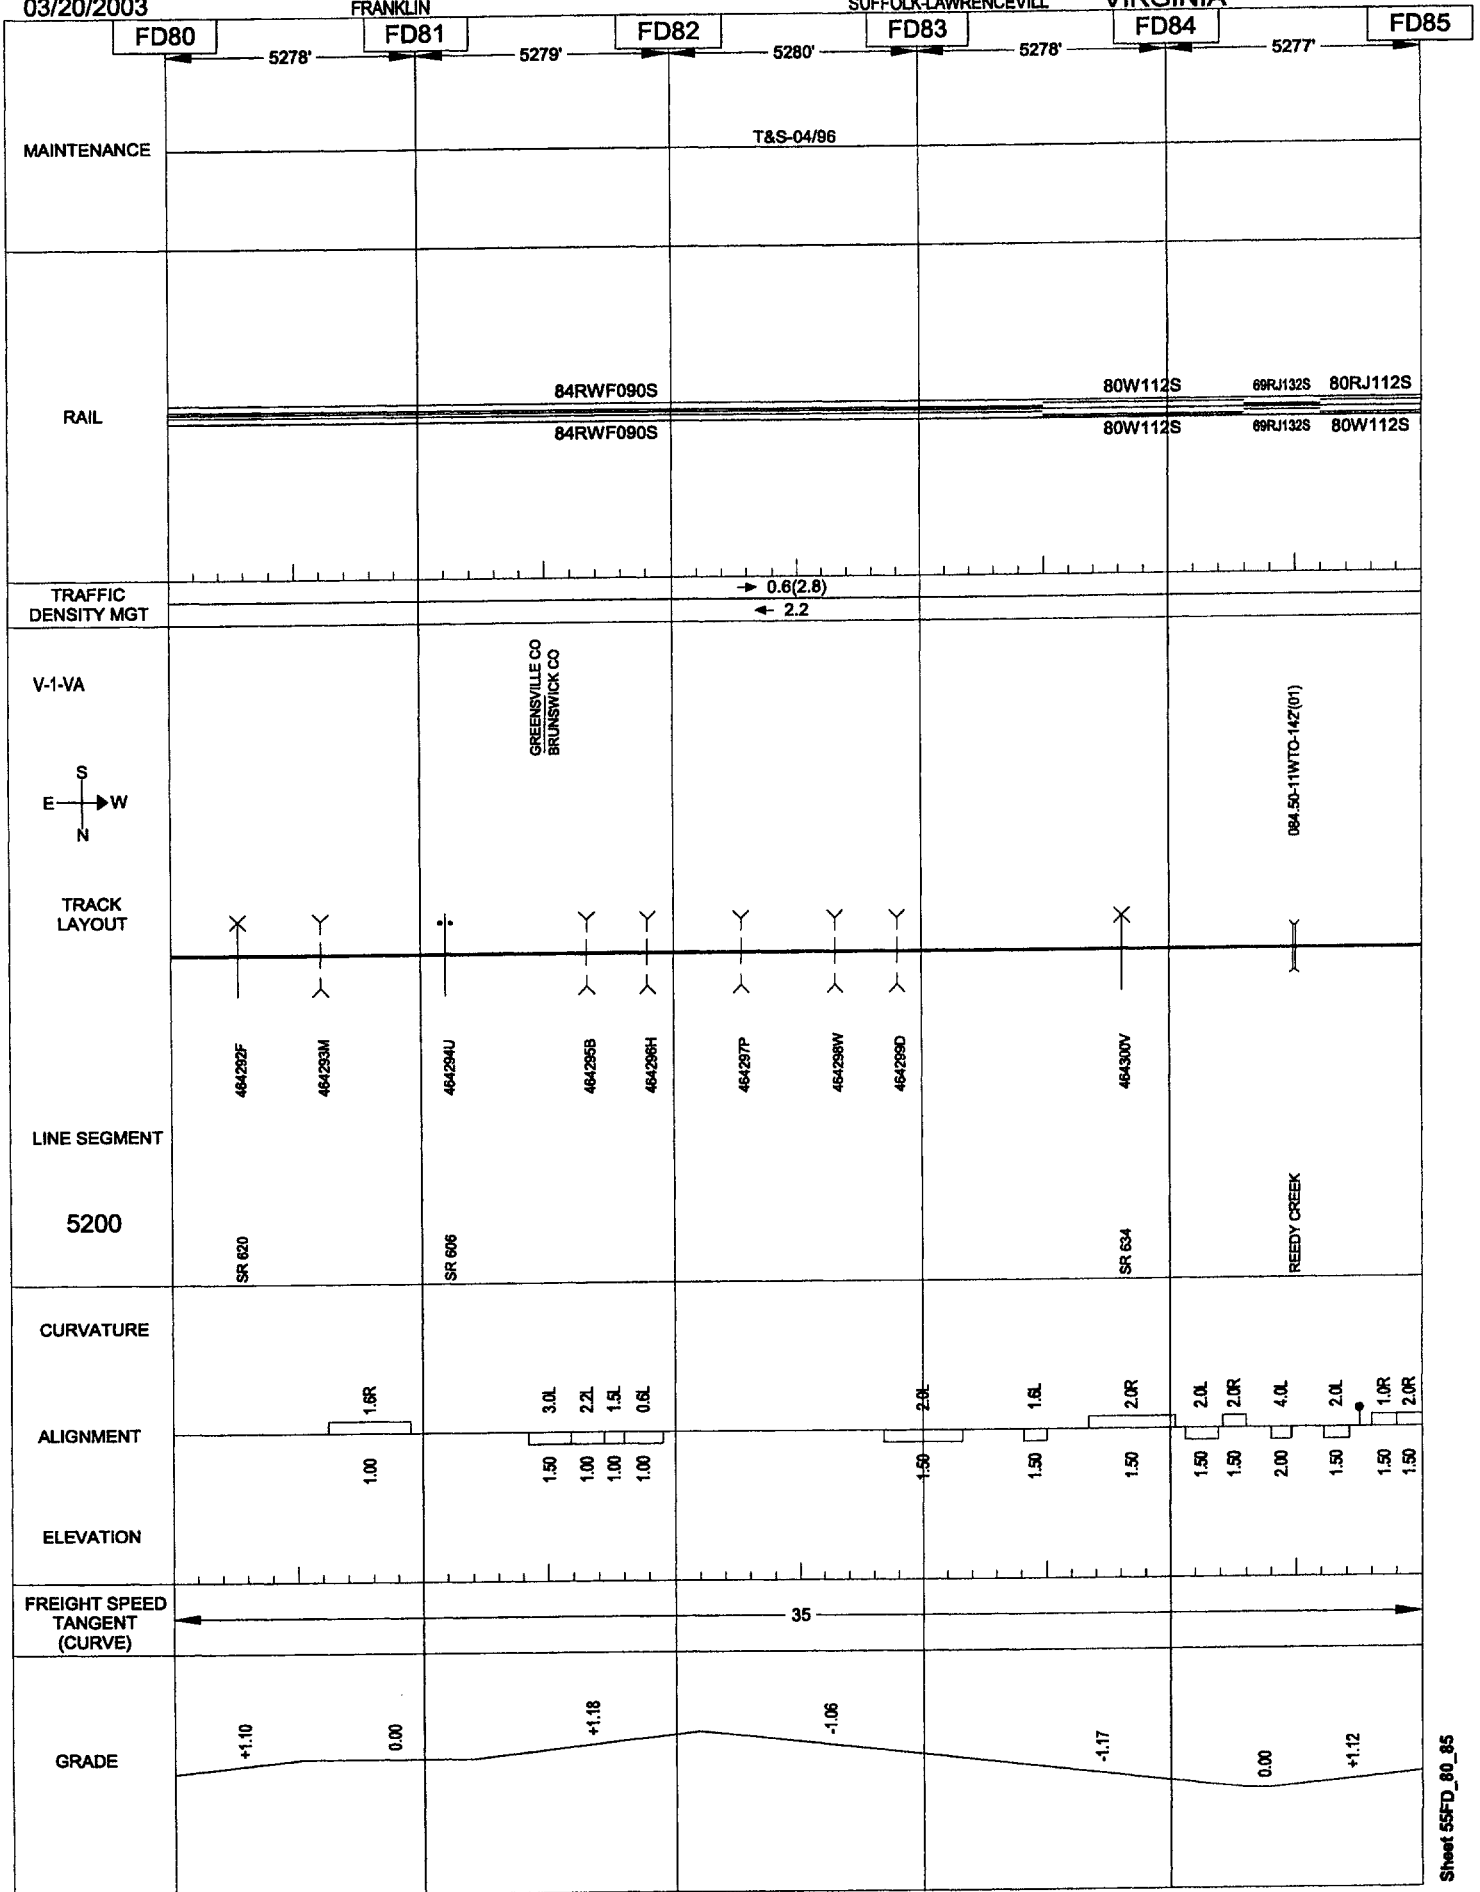 03/20/2003 FRANKLIN SUFFOLK-LAWRENCEVILL VIRGINIA
FD80 FD81 FD82 FD83 FD84 FD85
5278' 5279' 5280' 5278' 5277'
MAINTENANCE
T&S-04/96
RAIL
84RWF090S 80W112S 69RJ132S 80RJ112S
84RWF090S 80W112S 69RJ132S 80W112S
TRAFFIC
DENSITY MGT
0.6(2.8)
2.2
V-1-VA
GREENSVILLE CO
BRUNSWICK CO
084.50-11WTO-142'(01)
S
E W
N
TRACK
LAYOUT
464292F 464293M 464294U 464295B 464296H 464297P 464298W 464299D 464300V
LINE SEGMENT
5200
SR 620 SR 606 SR 634 REEDY CREEK
CURVATURE
1.6R 3.0L 2.2L 1.5L 0.6L 2.0L 1.6L 2.0R 2.0L 2.0R 4.0L 2.0L 1.0R 2.0R
ALIGNMENT
1.00 1.50 1.00 1.00 1.00 1.50 1.50 1.50 1.50 1.50 2.00 1.50 1.50 1.50
ELEVATION
FREIGHT SPEED
TANGENT
(CURVE)
35
GRADE
+1.10 0.00 +1.18 -1.06 -1.17 0.00 +1.12
Sheet 55FD_80_85